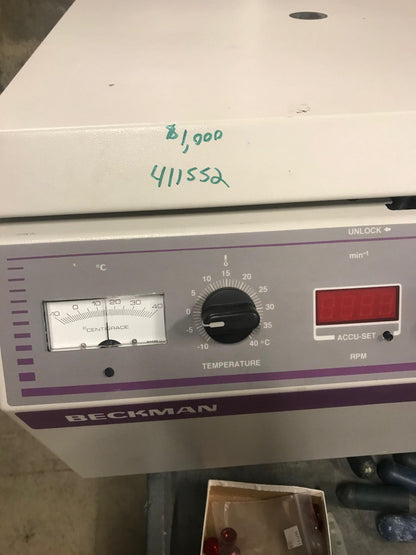 $1,000
411552
UNLOCK ←
°C
min⁻¹
-10 0 10 20 30 40
°CENTIGRADE
-10 -5 0 5 10 15 20 25 30 35 40 °C
TEMPERATURE
ACCU-SET
RPM
BECKMAN